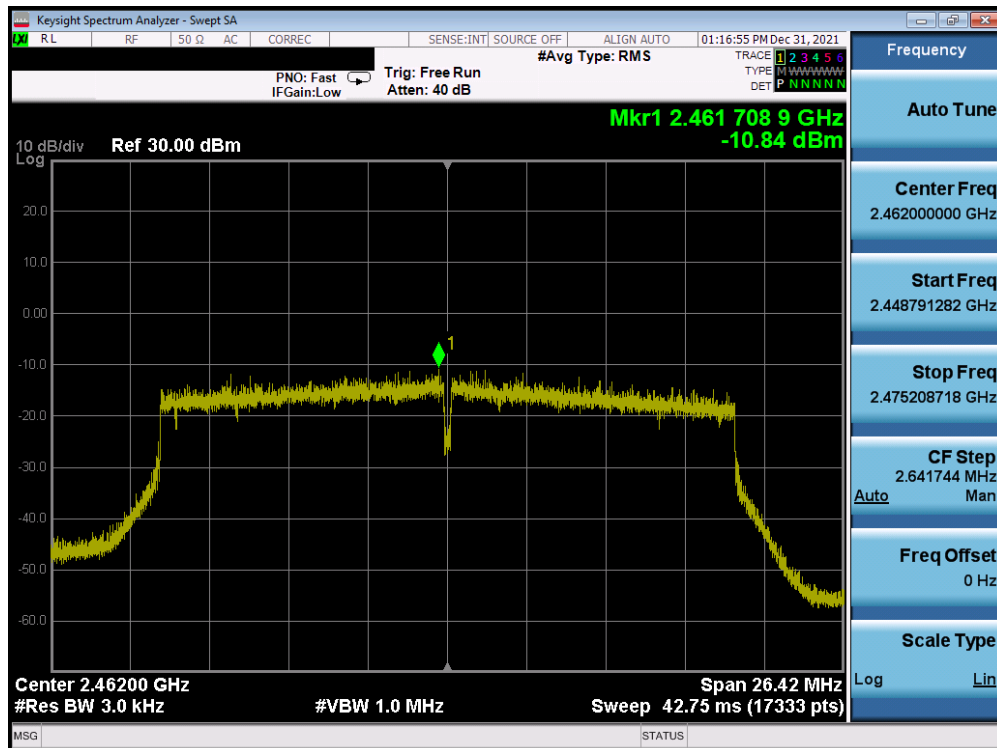 Keysight Spectrum Analyzer - Swept SA
LXI RL RF 50 Ω AC CORREC SENSE:INT SOURCE OFF ALIGN AUTO 01:16:55 PM Dec 31, 2021
PNO: Fast
IFGain:Low
Trig: Free Run
Atten: 40 dB
#Avg Type: RMS
TRACE 1 2 3 4 5 6
TYPE M W W W W W
DET P N N N N N
Mkr1 2.461 708 9 GHz
-10.84 dBm
10 dB/div Ref 30.00 dBm
Log
20.0
10.0
0.00
-10.0
-20.0
-30.0
-40.0
-50.0
-60.0
1
Center 2.46200 GHz Span 26.42 MHz
#Res BW 3.0 kHz #VBW 1.0 MHz Sweep 42.75 ms (17333 pts)
MSG STATUS
Frequency
Auto Tune
Center Freq
2.462000000 GHz
Start Freq
2.448791282 GHz
Stop Freq
2.475208718 GHz
CF Step
2.641744 MHz
Auto Man
Freq Offset
0 Hz
Scale Type
Log Lin